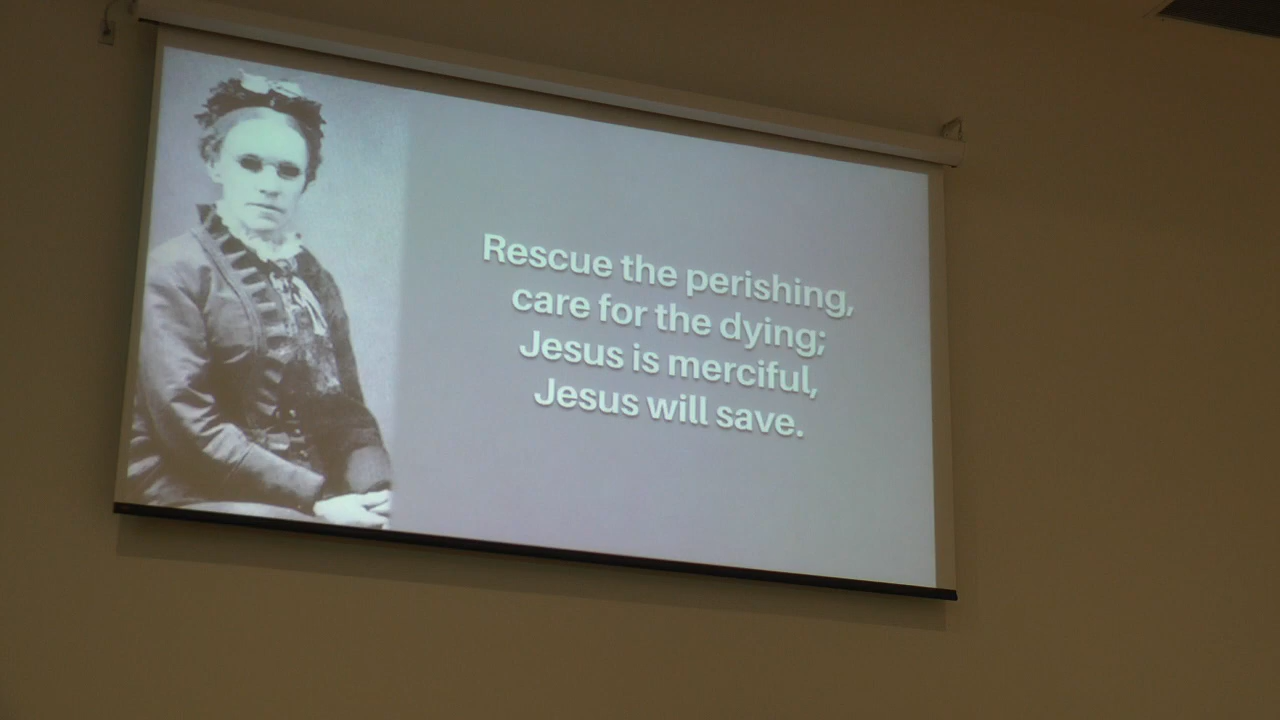 Rescue the perishing,
care for the dying;
Jesus is merciful,
Jesus will save.